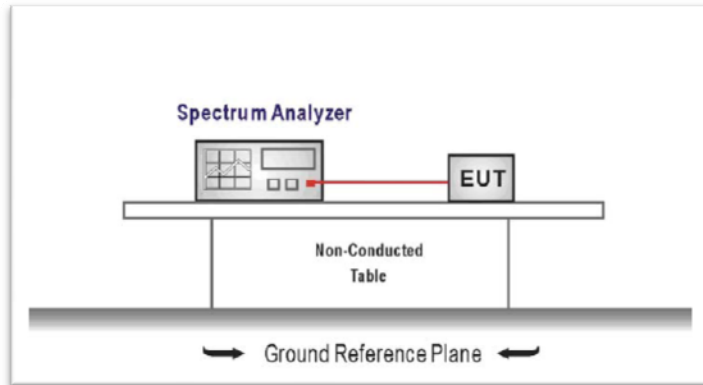 Spectrum Analyzer
EUT
Non-Conducted
Table
Ground Reference Plane